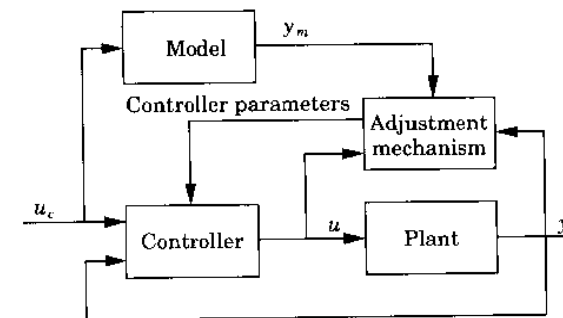 Model
y_m
Controller parameters
Adjustment
mechanism
u_c
Controller
u
Plant
y